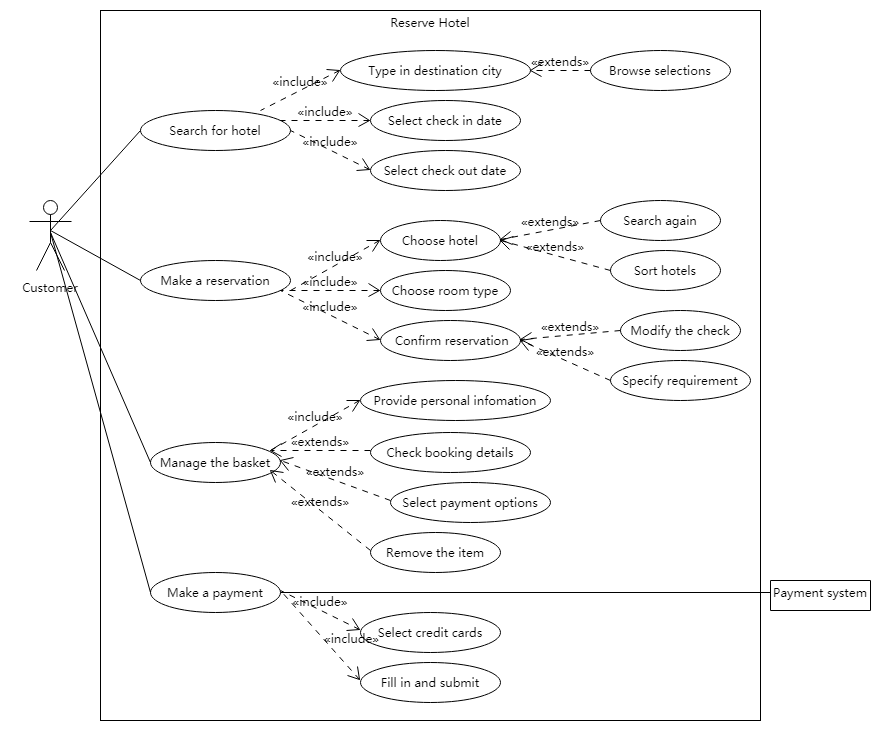 Reserve Hotel
«extends»
Type in destination city
Browse selections
«include»
«include»
Select check in date
Search for hotel
«include»
Select check out date
Search again
«extends»
Choose hotel
«extends»
«include»
Sort hotels
Make a reservation
«include»
Choose room type
Customer
«include»
«extends»
Modify the check
Confirm reservation
«extends»
Specify requirement
Provide personal infomation
«include»
«extends»
Check booking details
Manage the basket
«extends»
Select payment options
«extends»
Remove the item
Make a payment
Payment system
«include»
Select credit cards
«include»
Fill in and submit